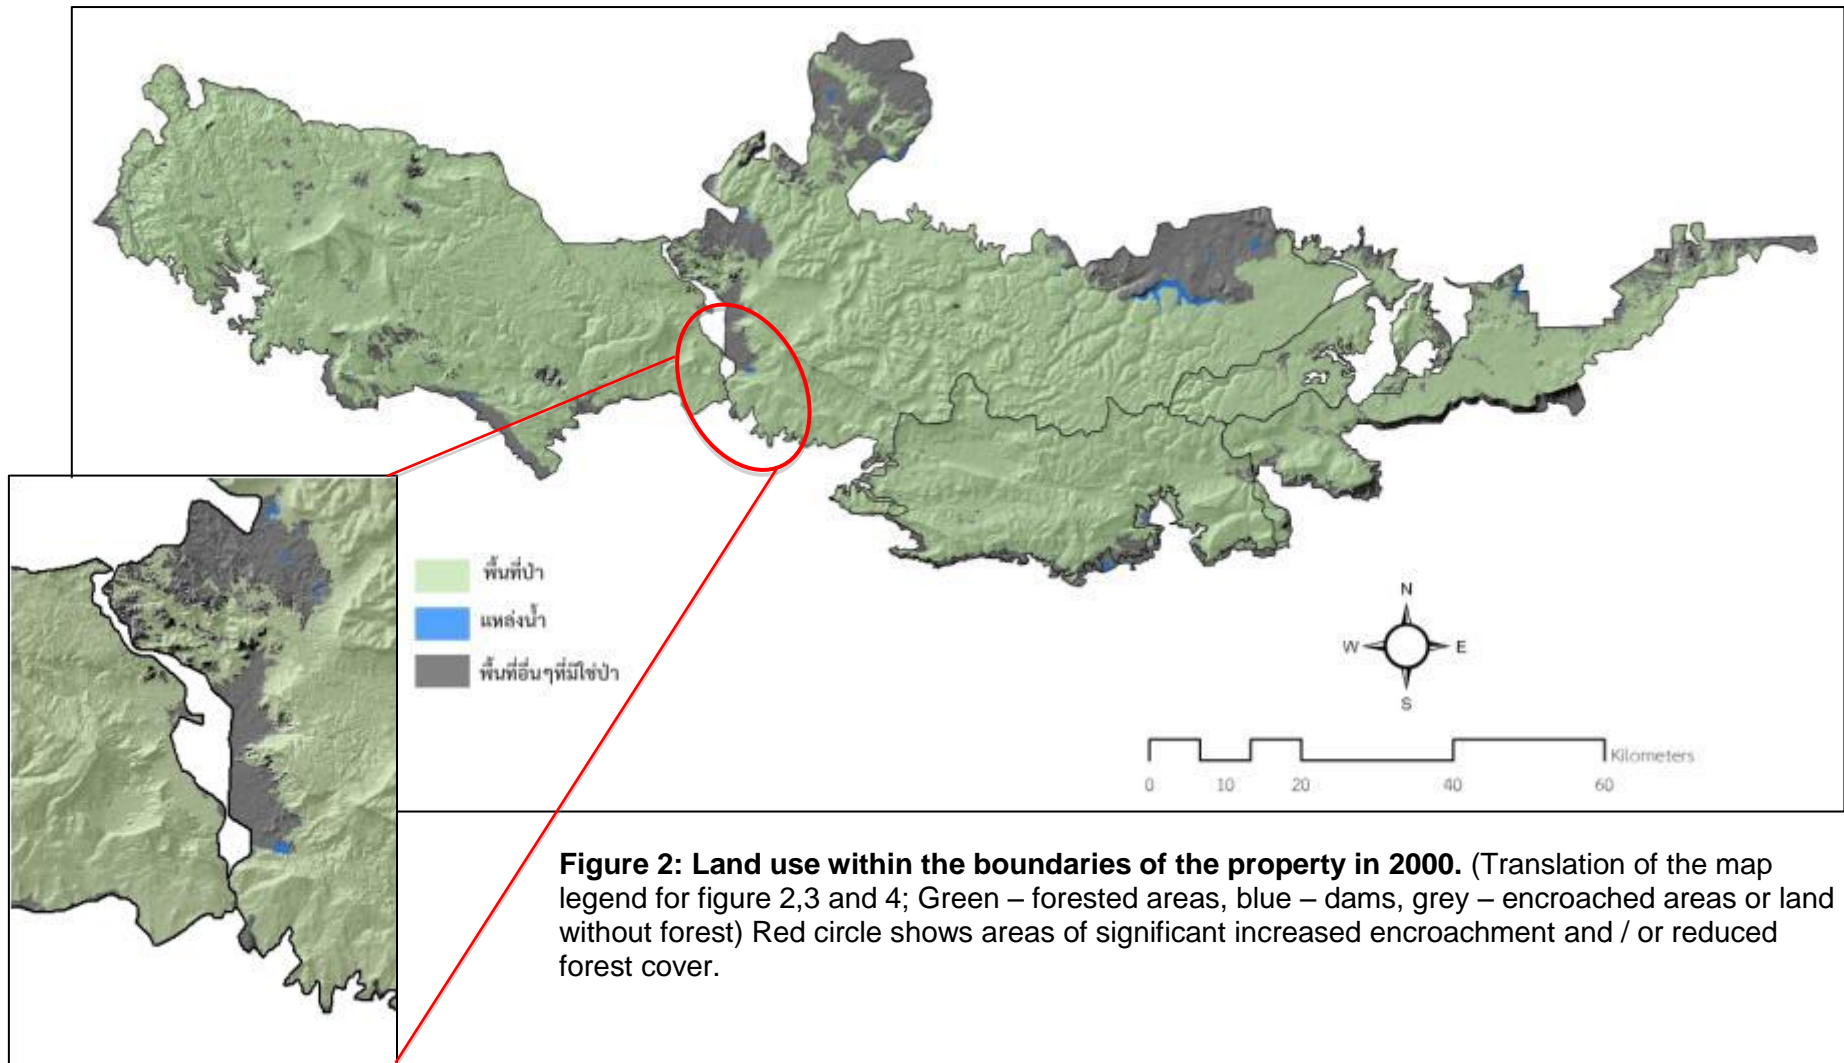 พื้นที่ป่า
แหล่งน้ำ
พื้นที่อื่นๆที่มิใช่ป่า
N
W E
S
Kilometers
0 10 20 40 60
Figure 2: Land use within the boundaries of the property in 2000. (Translation of the map
legend for figure 2,3 and 4; Green – forested areas, blue – dams, grey – encroached areas or land
without forest) Red circle shows areas of significant increased encroachment and / or reduced
forest cover.